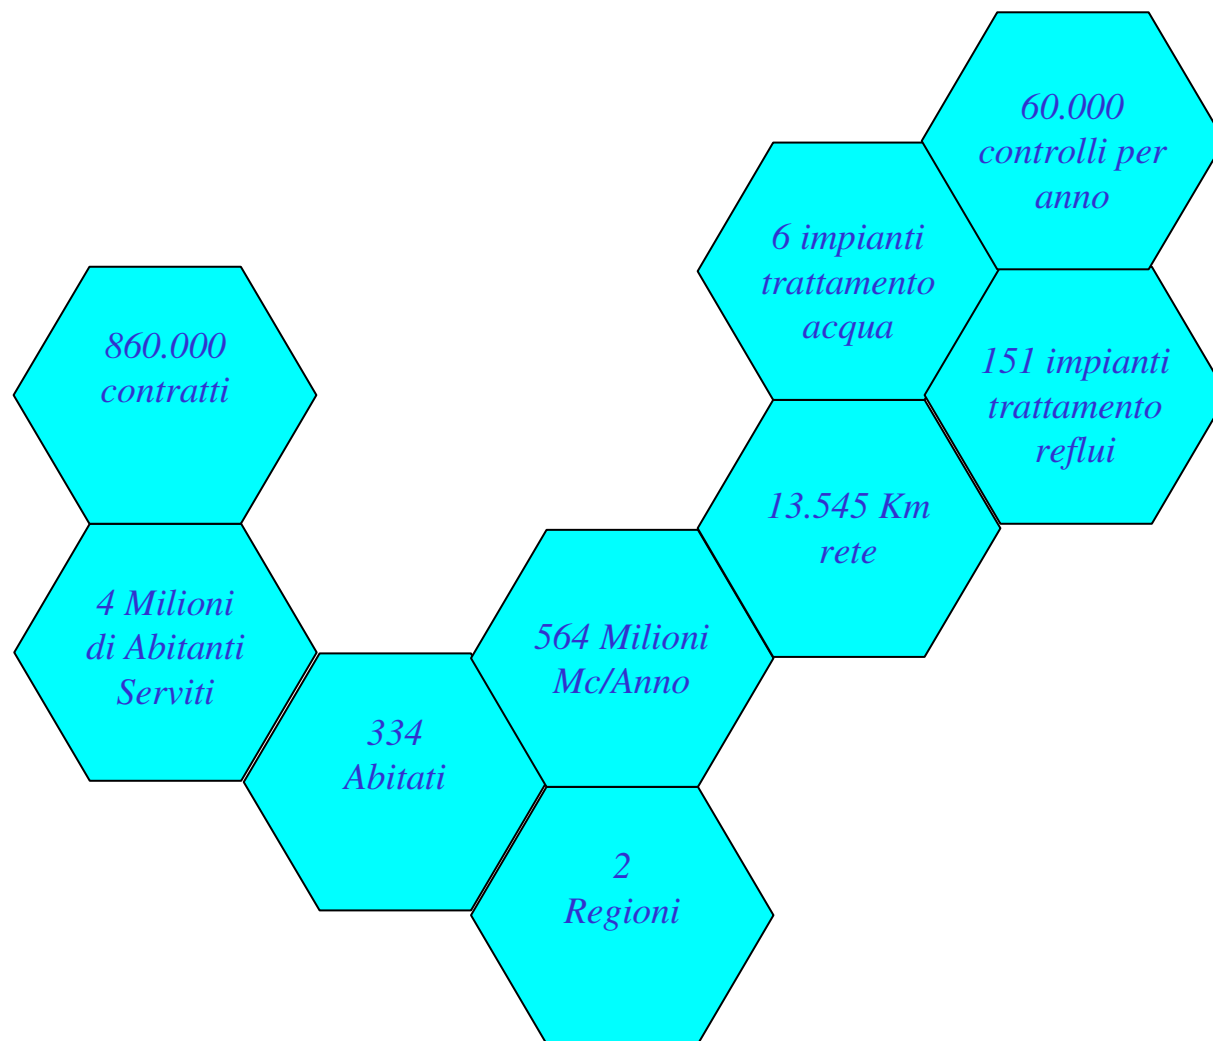 60.000
controlli per
anno
6 impianti
trattamento
acqua
151 impianti
trattamento
reflui
860.000
contratti
13.545 Km
rete
4 Milioni
di Abitanti
Serviti
564 Milioni
Mc/Anno
334
Abitati
2
Regioni